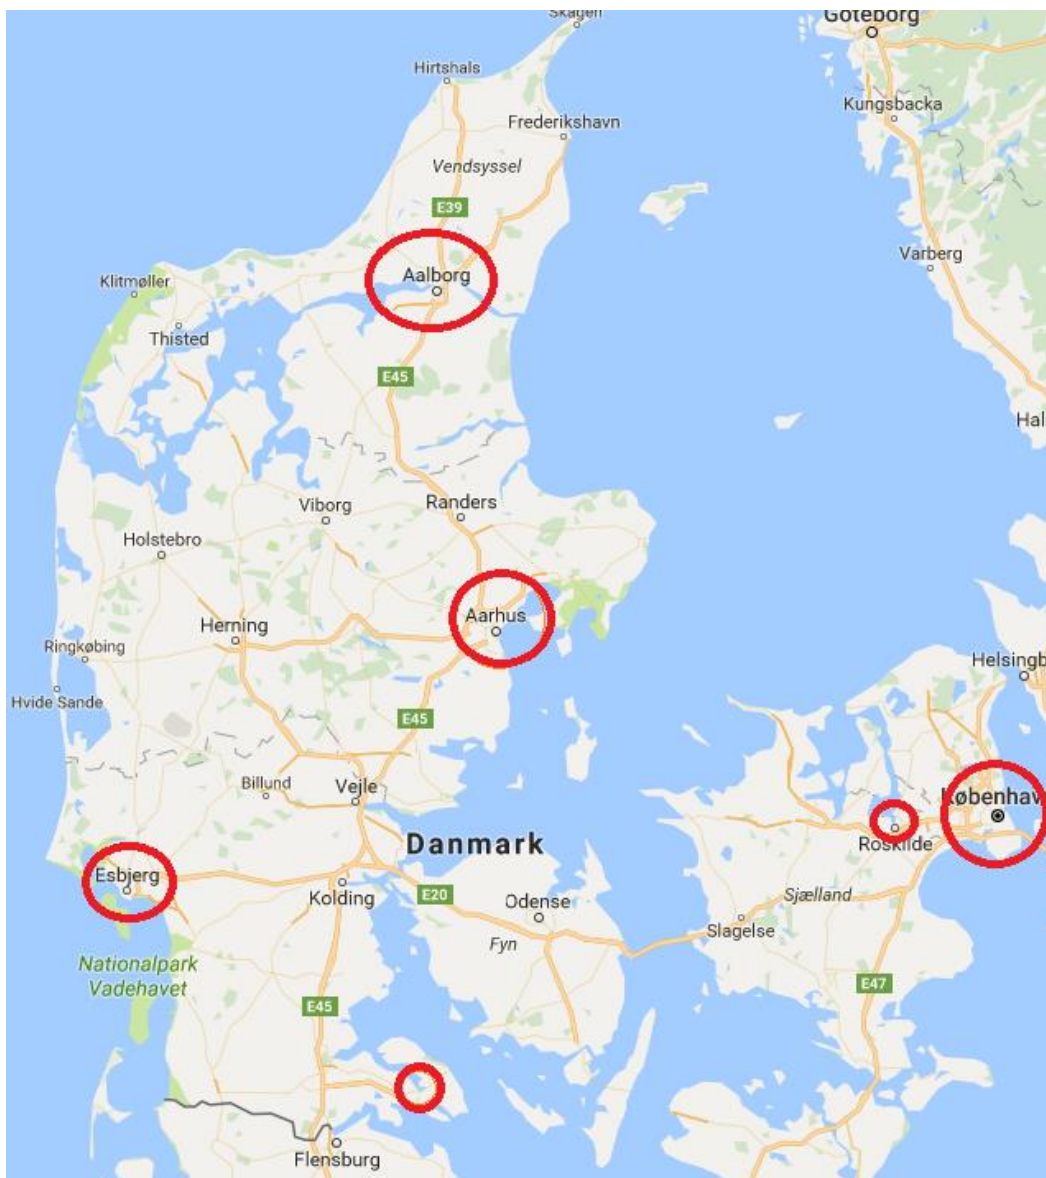 Skagen
Göteborg
Hirtshals
Kungsbacka
Frederikshavn
Vendsyssel
E39
Varberg
Aalborg
Klitmøller
Thisted
E45
Hal
Viborg
Randers
Holstebro
Aarhus
Herning
Ringkøbing
Helsingb
Hvide Sande
E45
Billund
Vejle
Københav
Danmark
Roskilde
Esbjerg
Kolding
E20
Odense
Sjælland
Slagelse
Fyn
Nationalpark
Vadehavet
E47
E45
Flensburg